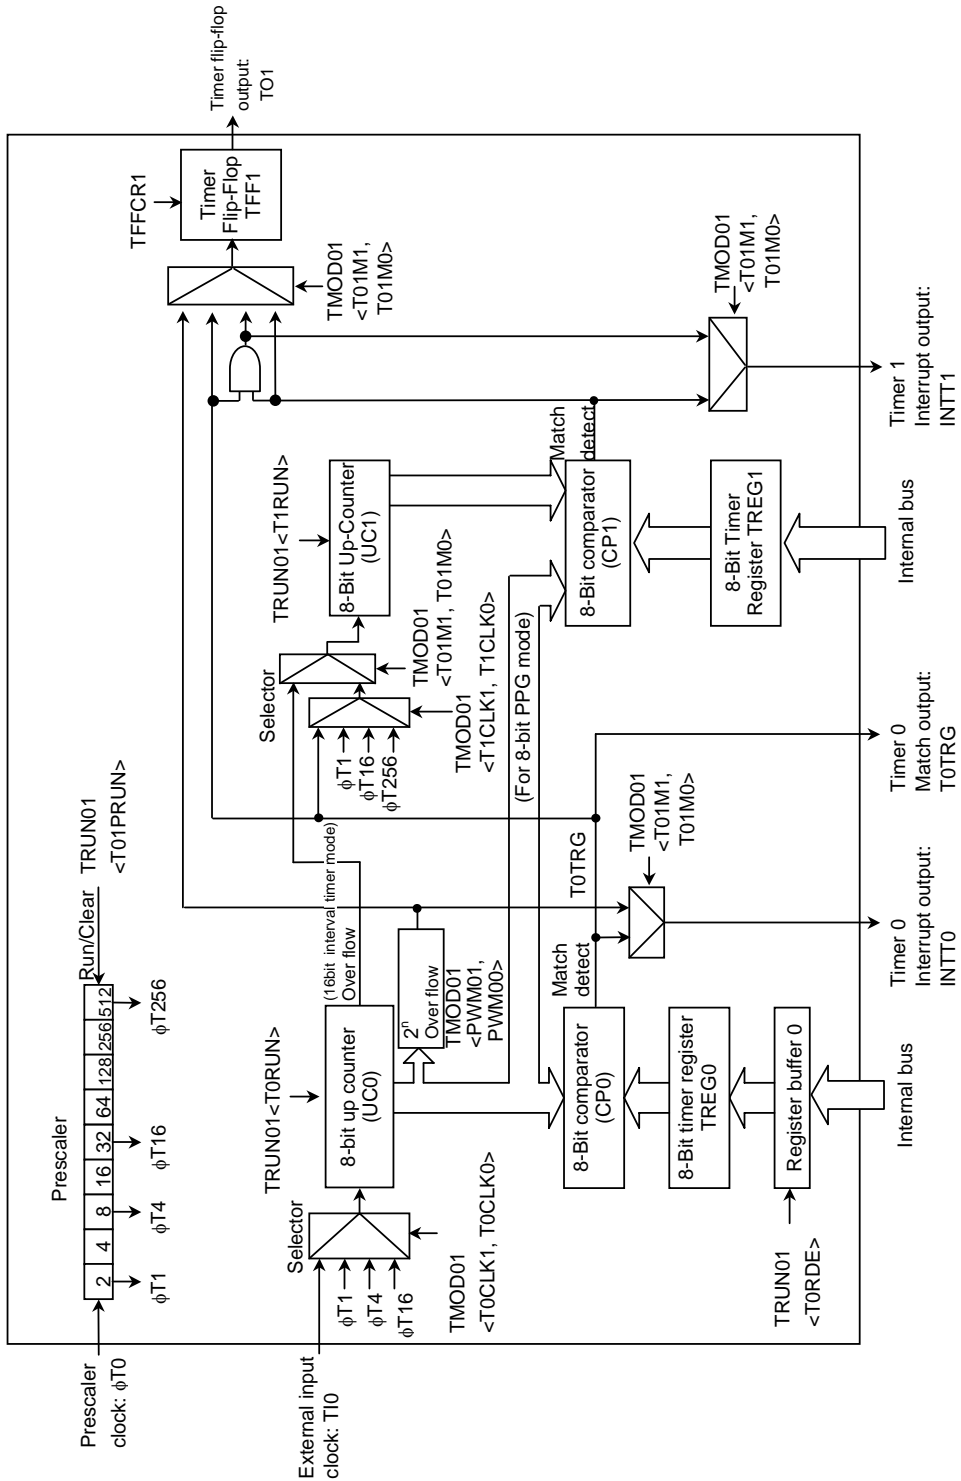 Prescaler
Prescaler
clock: ϕT0
2
4
8
16
32
64
128
256
512
Run/Clear
TRUN01
<T01PRUN>
ϕT1
ϕT4
ϕT16
ϕT256
External input
clock: TI0
Selector
ϕT1
ϕT4
ϕT16
TMOD01
<T0CLK1, T0CLK0>
TRUN01<T0RUN>
8-bit up counter
(UC0)
(16bit interval timer mode)
Over flow
2ⁿ
Over flow
TMOD01
<PWM01,
PWM00>
Selector
ϕT1
ϕT16
ϕT256
TMOD01
<T1CLK1, T1CLK0>
TMOD01
<T01M1, T01M0>
TRUN01<T1RUN>
8-Bit Up-Counter
(UC1)
TMOD01
<T01M1,
T01M0>
TFFCR1
Timer
Flip-Flop
TFF1
Timer flip-flop
output:
TO1
(For 8-bit PPG mode)
8-Bit comparator
(CP0)
Match
detect
T0TRG
8-Bit comparator
(CP1)
Match
detect
8-Bit timer register
TREG0
TMOD01
<T01M1,
T01M0>
8-Bit Timer
Register TREG1
TMOD01
<T01M1,
T01M0>
TRUN01
<T0RDE>
Register buffer 0
Internal bus
Timer 0
Interrupt output:
INTT0
Timer 0
Match output:
T0TRG
Internal bus
Timer 1
Interrupt output:
INTT1